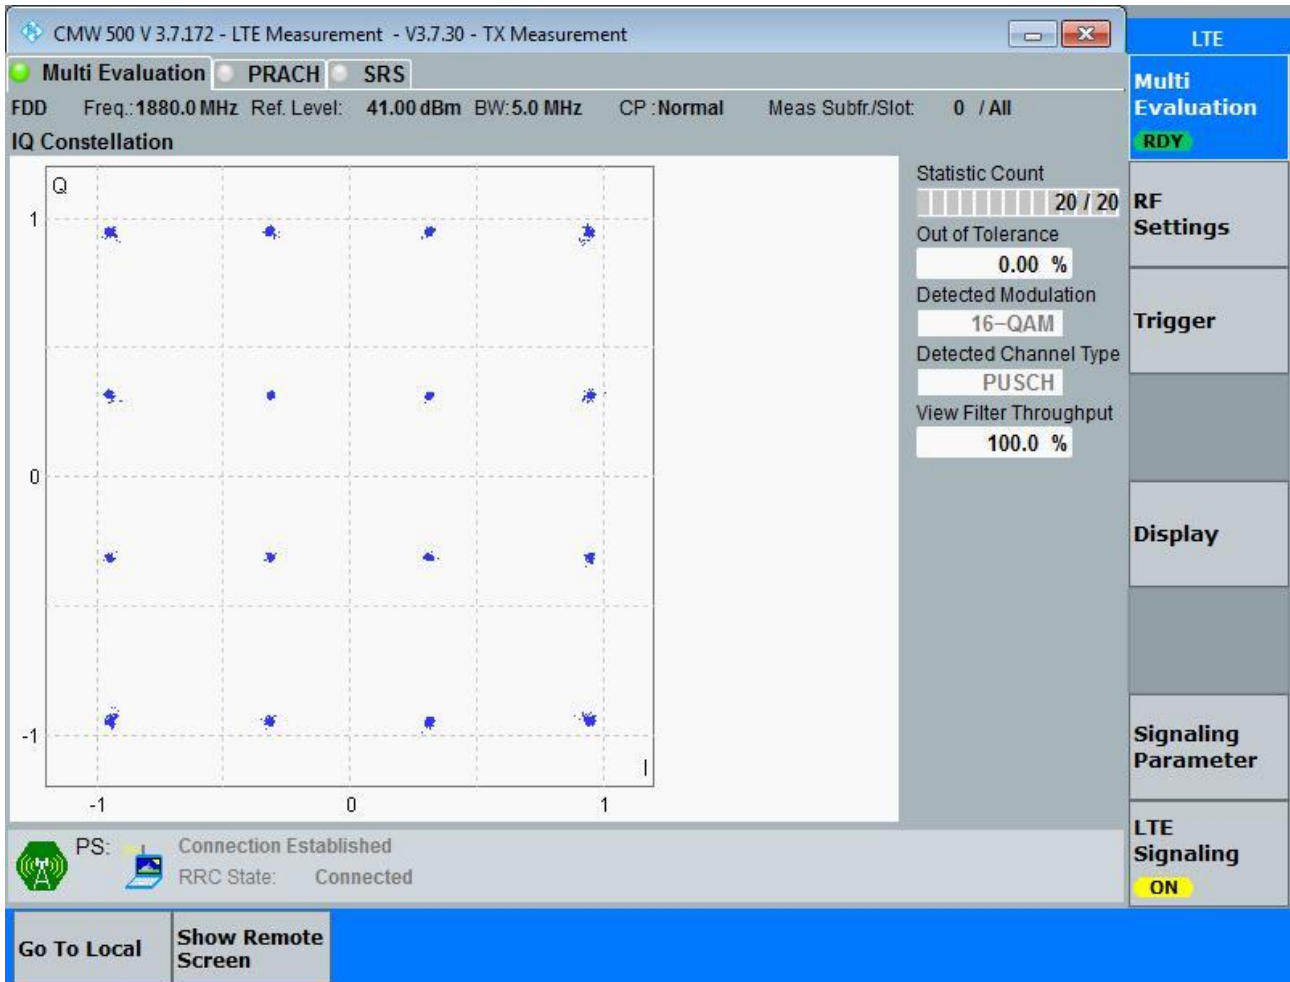 CMW 500 V 3.7.172 - LTE Measurement - V3.7.30 - TX Measurement
LTE
Multi Evaluation PRACH SRS
FDD Freq.:1880.0 MHz Ref. Level: 41.00 dBm BW:5.0 MHz CP :Normal Meas Subfr./Slot: 0 / All
IQ Constellation
Q
1
0
-1
I
-1 0 1
Statistic Count
20 / 20
Out of Tolerance
0.00 %
Detected Modulation
16-QAM
Detected Channel Type
PUSCH
View Filter Throughput
100.0 %
Multi
Evaluation
RDY
RF
Settings
Trigger
Display
Signaling
Parameter
LTE
Signaling
ON
PS: Connection Established
RRC State: Connected
Go To Local
Show Remote
Screen